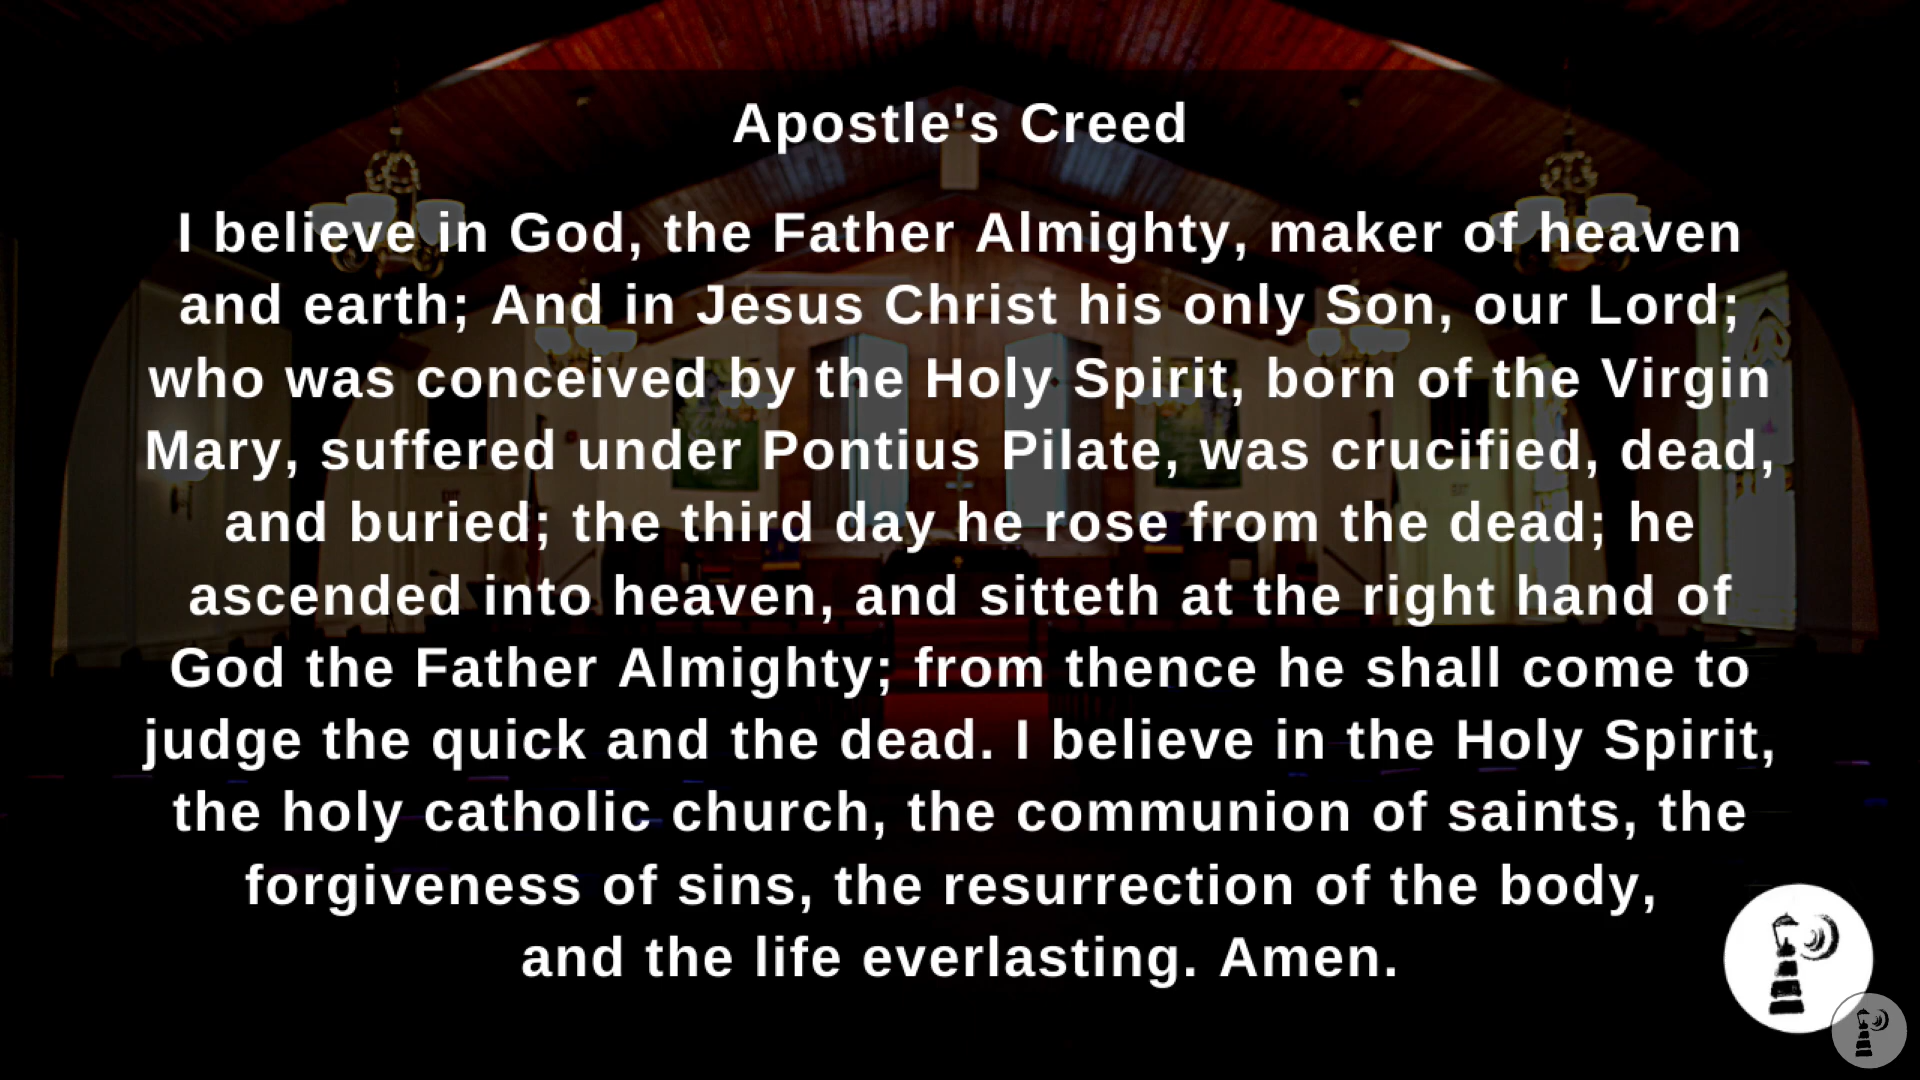 Apostle's Creed
I believe in God, the Father Almighty, maker of heaven
and earth; And in Jesus Christ his only Son, our Lord;
who was conceived by the Holy Spirit, born of the Virgin
Mary, suffered under Pontius Pilate, was crucified, dead,
and buried; the third day he rose from the dead; he
ascended into heaven, and sitteth at the right hand of
God the Father Almighty; from thence he shall come to
judge the quick and the dead. I believe in the Holy Spirit,
the holy catholic church, the communion of saints, the
forgiveness of sins, the resurrection of the body,
and the life everlasting. Amen.